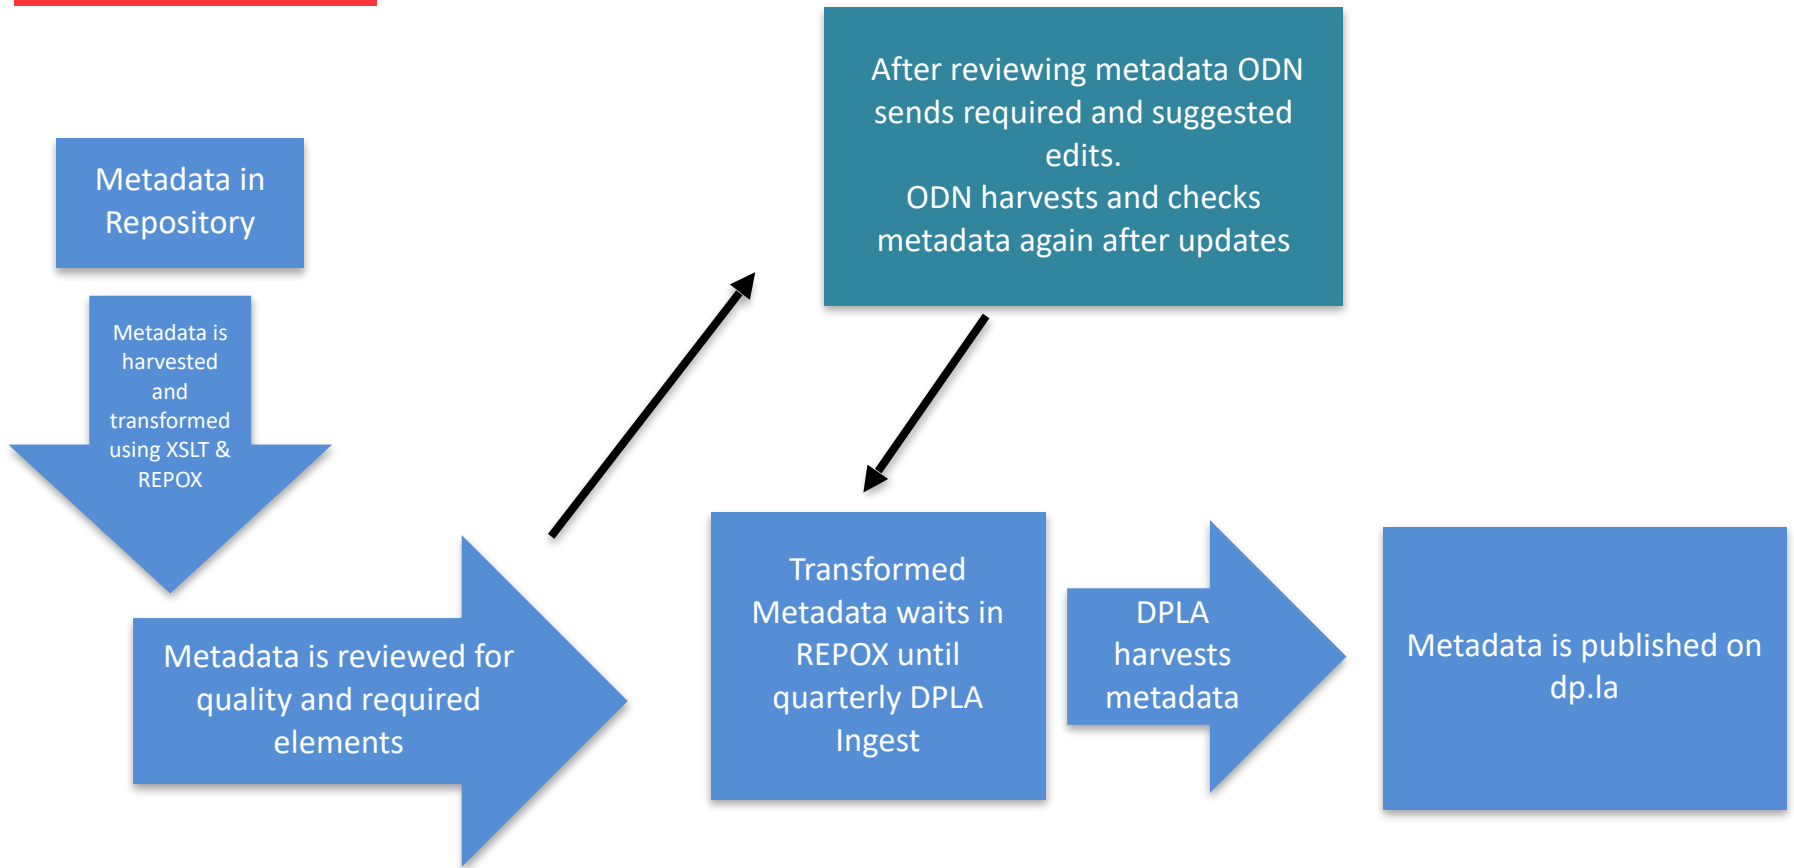 Metadata in
Repository
Metadata is
harvested
and
transformed
using XSLT &
REPOX
Metadata is reviewed for
quality and required
elements
After reviewing metadata ODN
sends required and suggested
edits.
ODN harvests and checks
metadata again after updates
Transformed
Metadata waits in
REPOX until
quarterly DPLA
Ingest
DPLA
harvests
metadata
Metadata is published on
dp.la